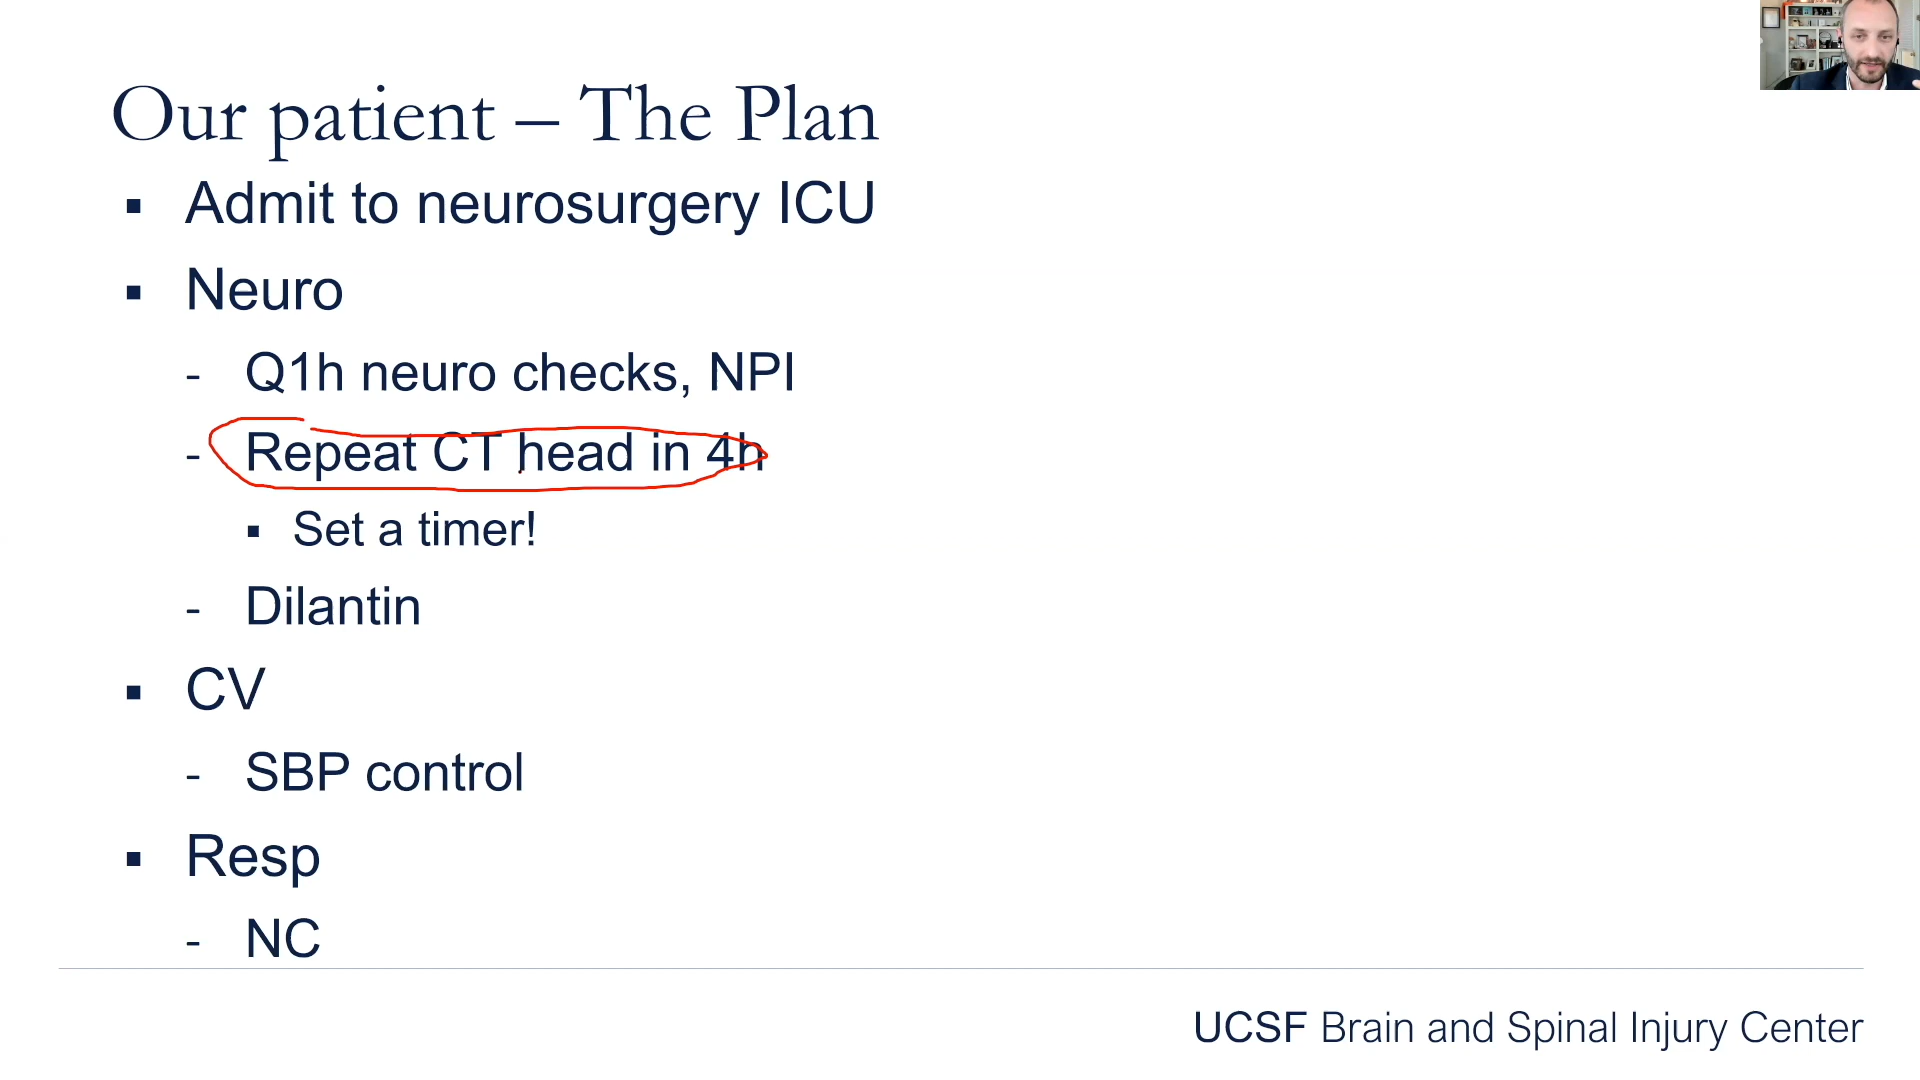 Our patient – The Plan
▪ Admit to neurosurgery ICU
▪ Neuro
- Q1h neuro checks, NPI
- Repeat CT head in 4h
▪ Set a timer!
- Dilantin
▪ CV
- SBP control
▪ Resp
- NC
UCSF Brain and Spinal Injury Center